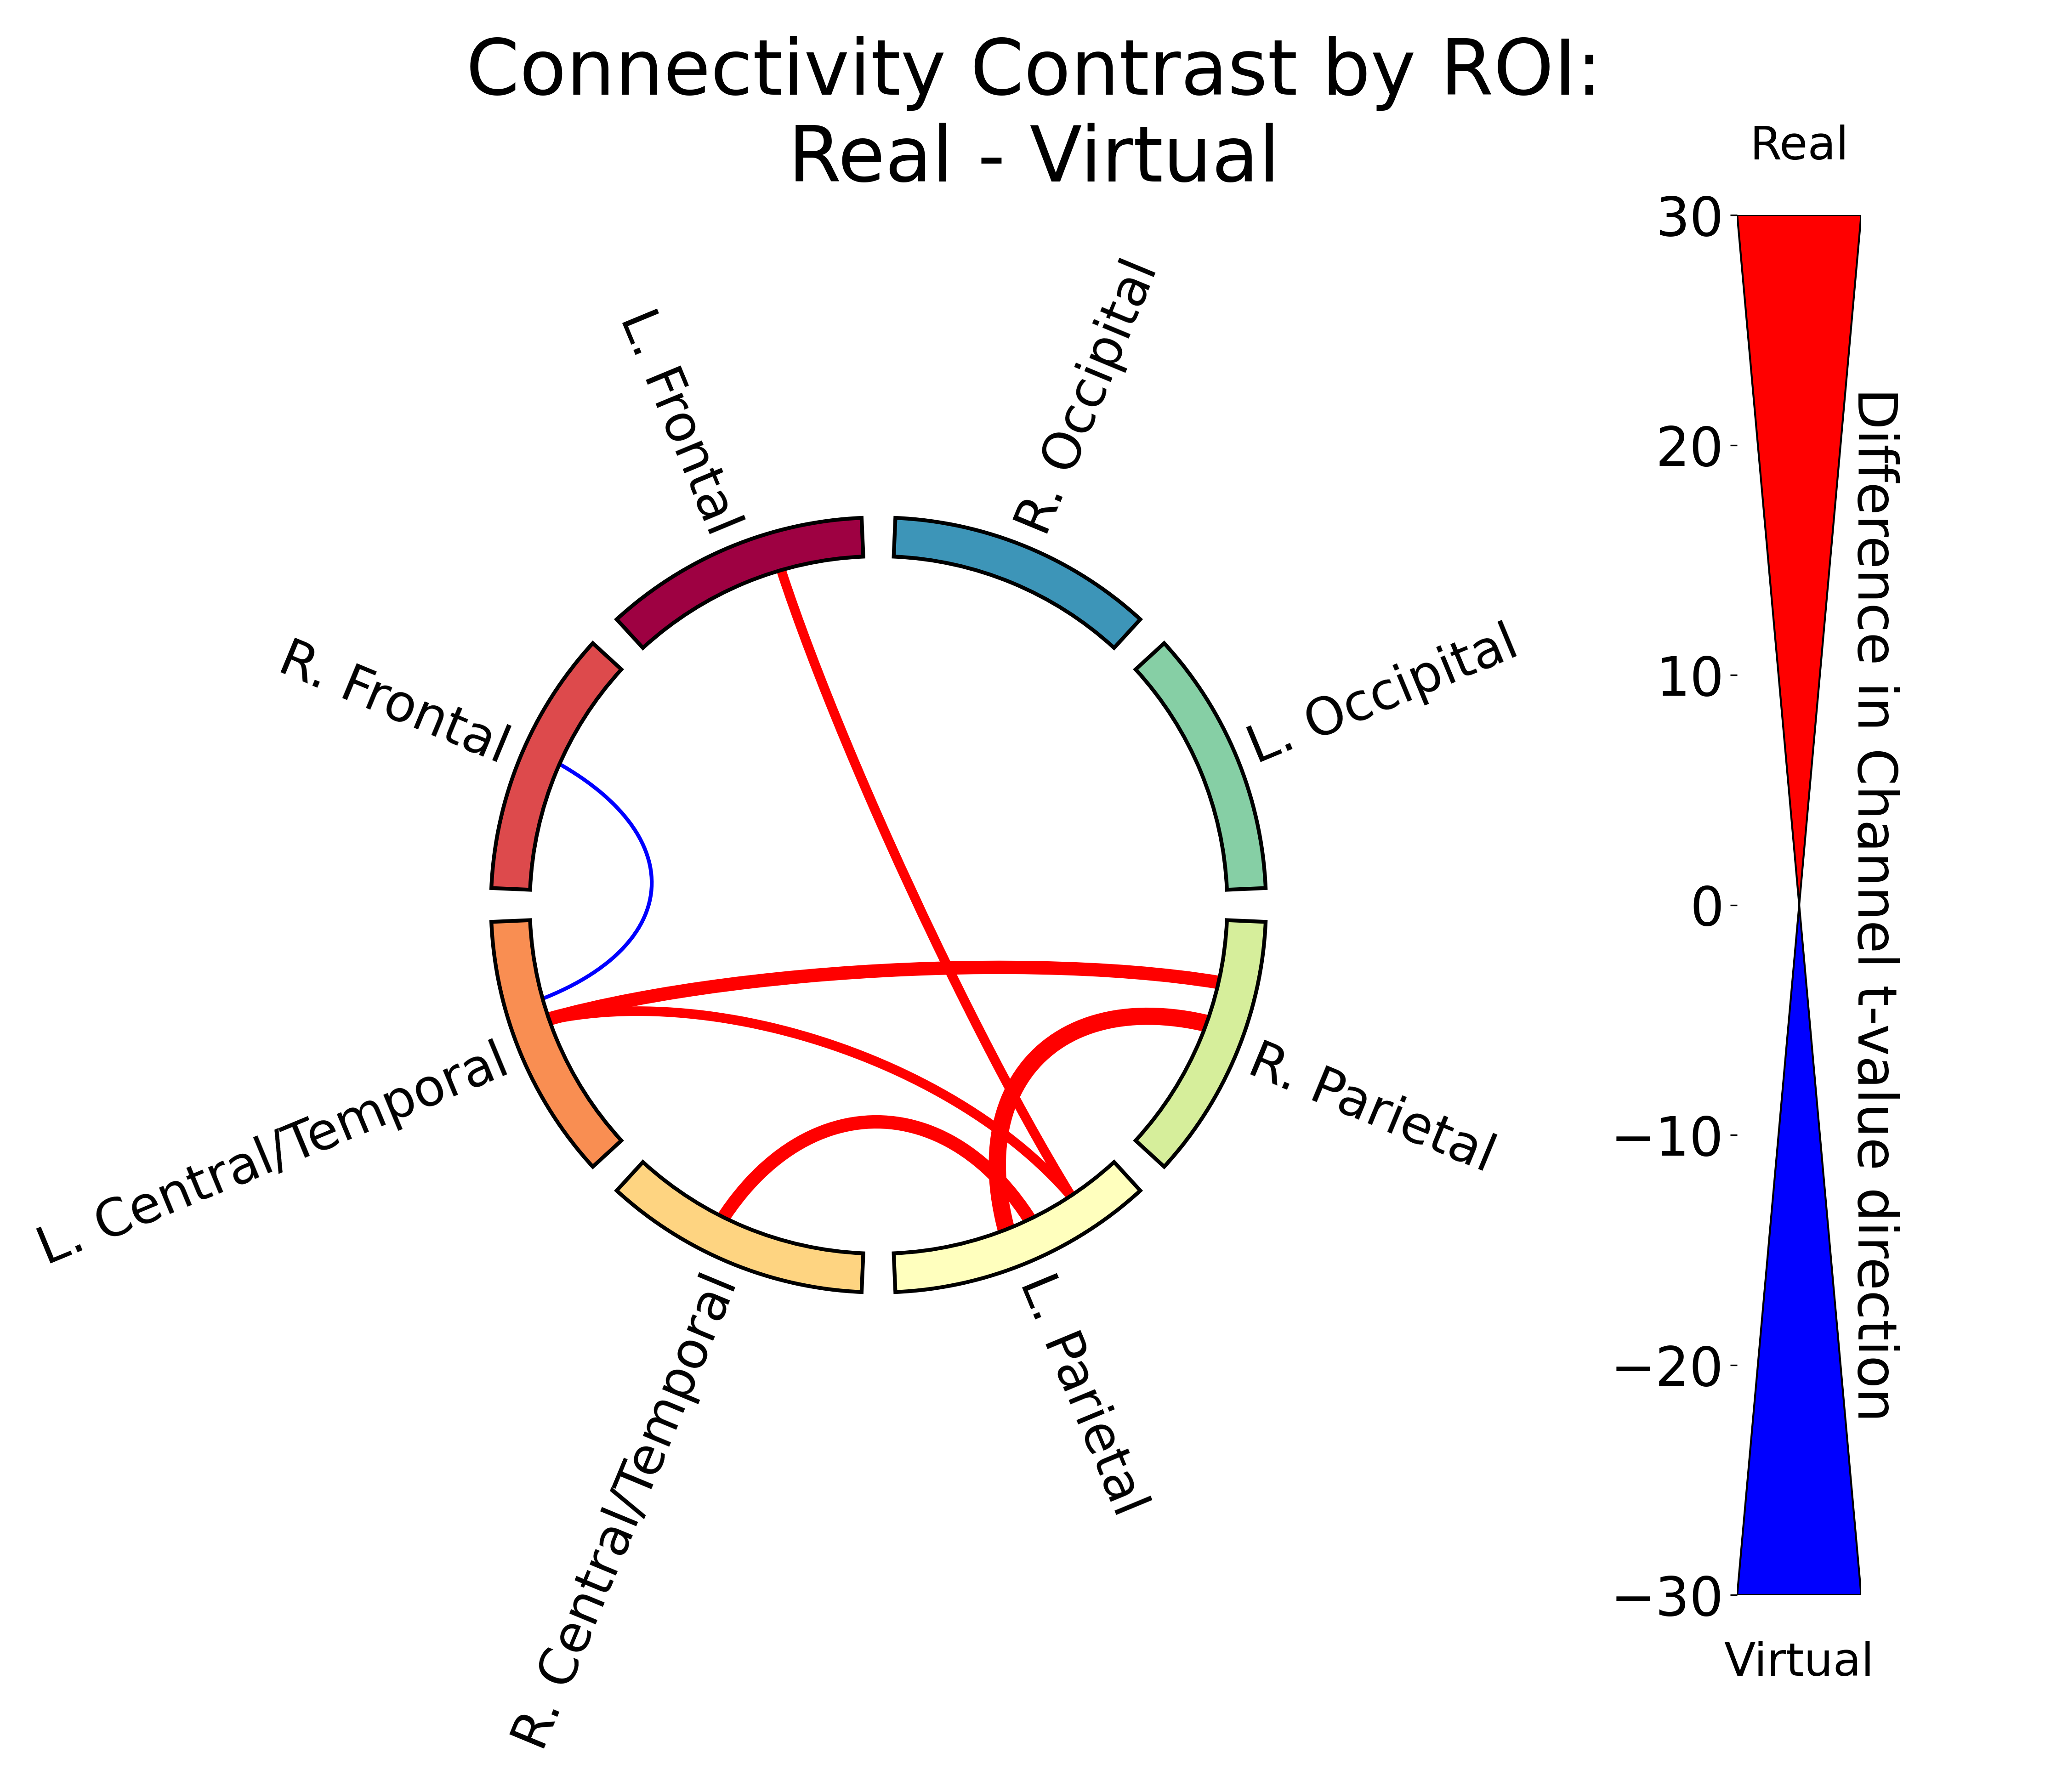 Connectivity Contrast by ROI:
Real - Virtual
Real
30
20
10
0
−10
−20
−30
Virtual
Difference in Channel t-value direction
L. Frontal
R. Occipital
R. Frontal
L. Occipital
L. Central/Temporal
R. Parietal
R. Central/Temporal
L. Parietal